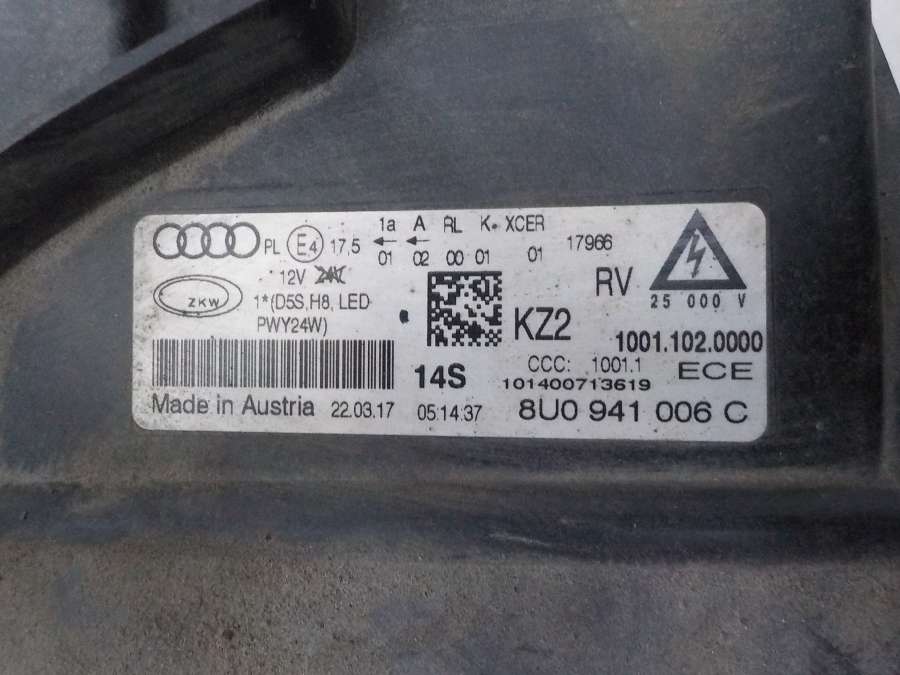 1a A RL K XCER
PL E4 17,5 01 02 00 01 01 17966
12V 24V
ZKW 1*(D5S,H8, LED
PWY24W)
RV
25 000 V
KZ2
1001.102.0000
CCC: 1001.1 ECE
14S 101400713619
Made in Austria 22.03.17 05:14:37 8U0 941 006 C